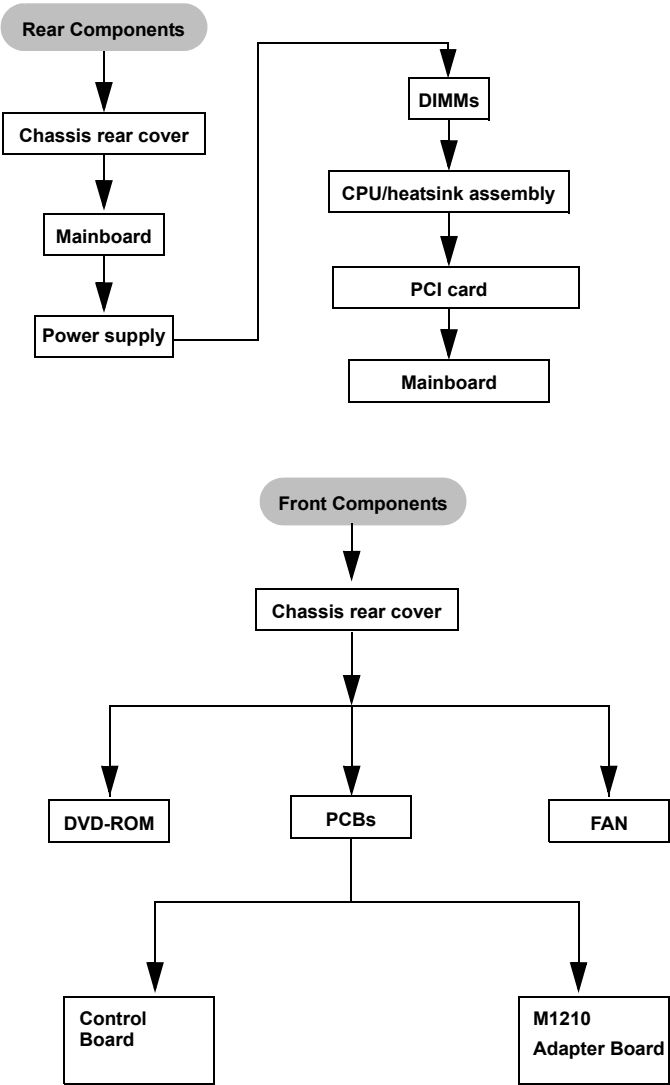 Rear Components
Chassis rear cover
Mainboard
Power supply
DIMMs
CPU/heatsink assembly
PCI card
Mainboard
Front Components
Chassis rear cover
DVD-ROM
PCBs
FAN
Control
Board
M1210
Adapter Board